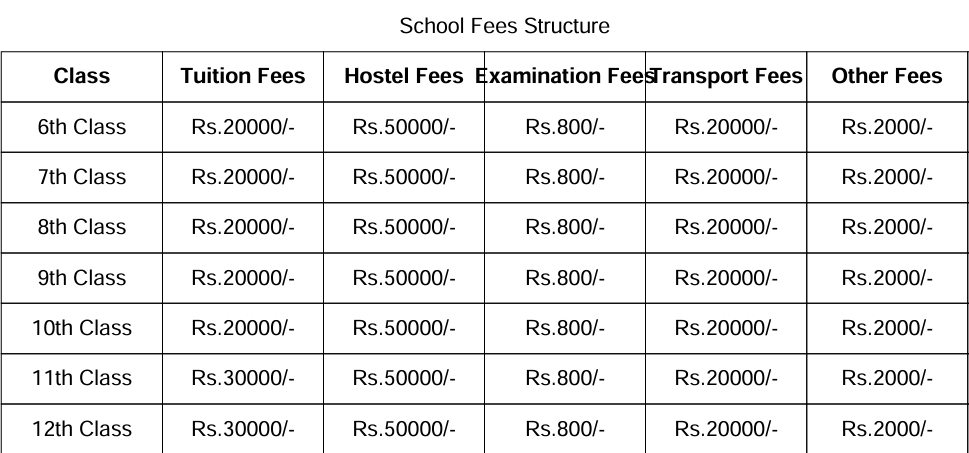 School Fees Structure
Class Tuition Fees Hostel Fees Examination Fees Transport Fees Other Fees
6th Class Rs.20000/- Rs.50000/- Rs.800/- Rs.20000/- Rs.2000/-
7th Class Rs.20000/- Rs.50000/- Rs.800/- Rs.20000/- Rs.2000/-
8th Class Rs.20000/- Rs.50000/- Rs.800/- Rs.20000/- Rs.2000/-
9th Class Rs.20000/- Rs.50000/- Rs.800/- Rs.20000/- Rs.2000/-
10th Class Rs.20000/- Rs.50000/- Rs.800/- Rs.20000/- Rs.2000/-
11th Class Rs.30000/- Rs.50000/- Rs.800/- Rs.20000/- Rs.2000/-
12th Class Rs.30000/- Rs.50000/- Rs.800/- Rs.20000/- Rs.2000/-